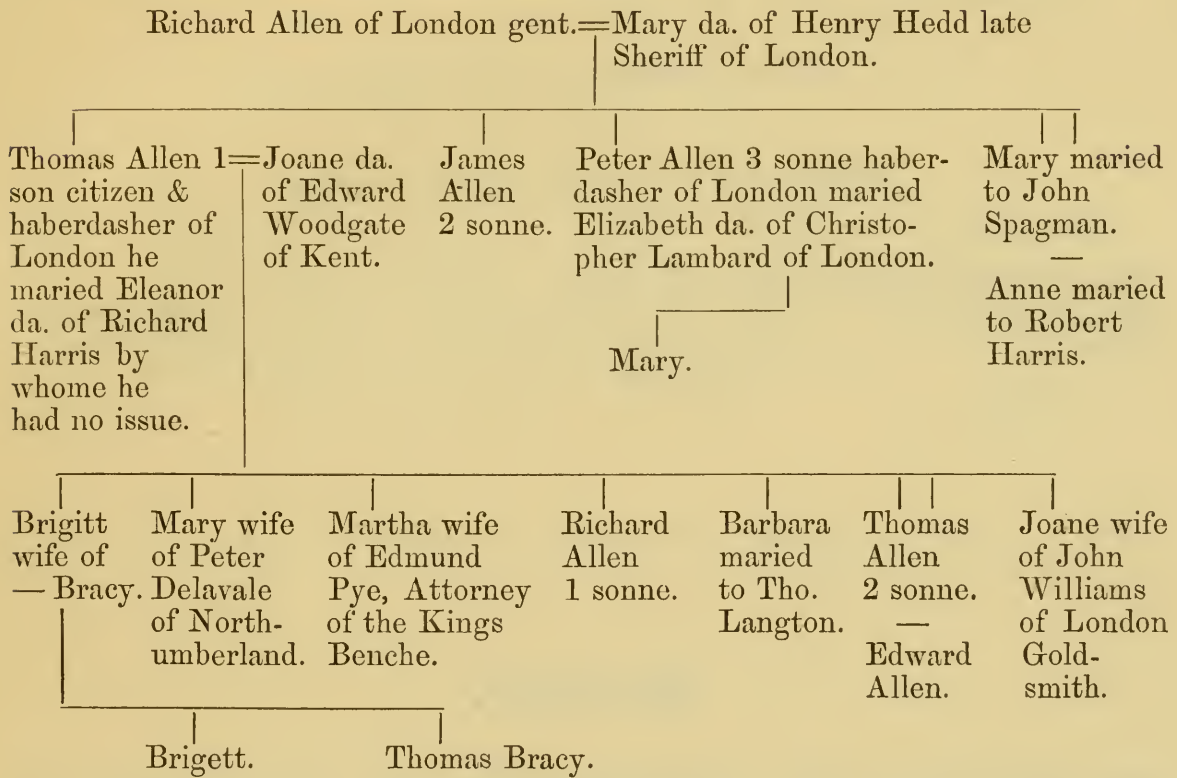 Richard Allen of London gent.=Mary da. of Henry Hedd late
Sheriff of London.
Thomas Allen 1=Joane da.
son citizen &
haberdasher of
London he
maried Eleanor
da. of Richard
Harris by
whome he
had no issue.
of Edward
Woodgate
of Kent.
James
Allen
2 sonne.
Peter Allen 3 sonne haber-
dasher of London maried
Elizabeth da. of Christo-
pher Lambard of London.
Mary.
Mary maried
to John
Spagman.
—
Anne maried
to Robert
Harris.
Brigitt
wife of
— Bracy.
Mary wife
of Peter
Delavale
of North-
umberland.
Martha wife
of Edmund
Pye, Attorney
of the Kings
Benche.
Richard
Allen
1 sonne.
Barbara
maried
to Tho.
Langton.
Thomas
Allen
2 sonne.
—
Edward
Allen.
Joane wife
of John
Williams
of London
Gold-
smith.
Brigett.
Thomas Bracy.